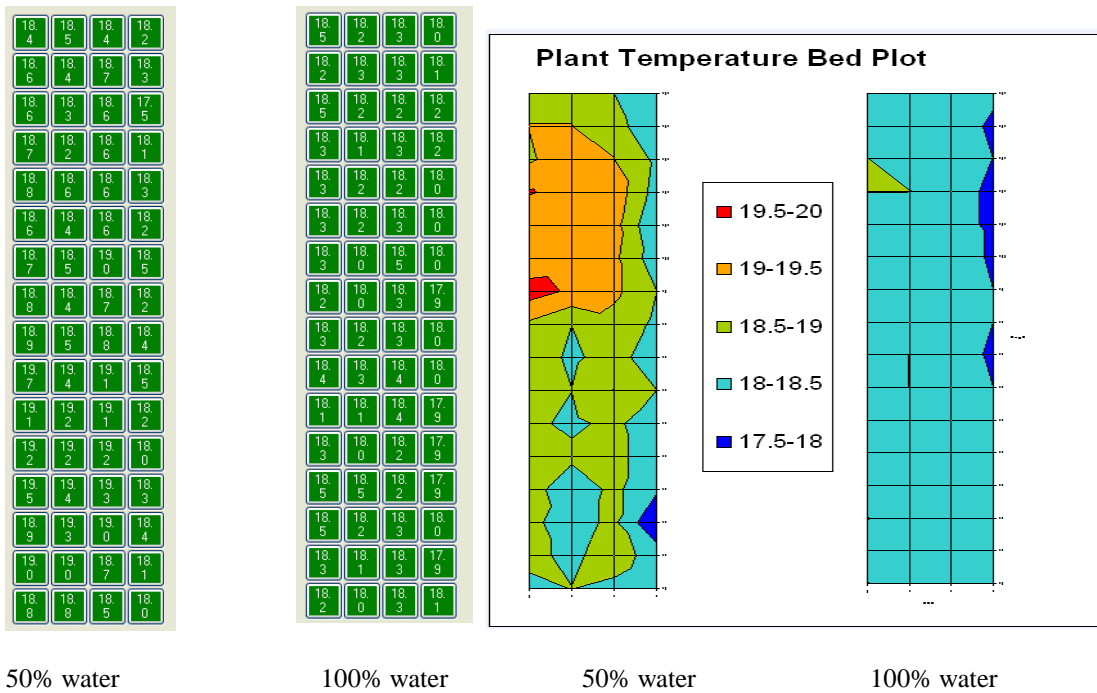 18.4 18.5 18.4 18.2
18.6 18.4 18.7 18.3
18.6 18.3 18.6 17.5
18.7 18.2 18.6 18.1
18.8 18.6 18.6 18.3
18.6 18.4 18.6 18.2
18.7 18.5 19.0 18.5
18.8 18.4 18.7 18.2
18.9 18.5 18.8 18.4
19.7 19.4 19.1 18.5
19.1 19.2 19.1 18.2
19.2 19.2 19.2 18.0
19.5 19.4 19.3 18.3
18.9 19.3 19.0 18.4
19.0 19.0 18.7 18.1
18.8 18.8 18.5 18.0
18.5 18.2 18.3 18.0
18.2 18.3 18.3 18.1
18.5 18.2 18.2 18.2
18.3 18.1 18.3 18.2
18.3 18.2 18.2 18.0
18.3 18.2 18.3 18.0
18.3 18.0 18.5 18.0
18.2 18.0 18.3 17.9
18.3 18.2 18.3 18.0
18.4 18.3 18.4 18.0
18.1 18.1 18.4 17.9
18.3 18.0 18.2 17.9
18.5 18.5 18.2 17.9
18.5 18.2 18.3 18.0
18.3 18.1 18.3 17.9
18.2 18.0 18.3 18.1
Plant Temperature Bed Plot
19.5-20
19-19.5
18.5-19
18-18.5
17.5-18
50% water 100% water 50% water 100% water